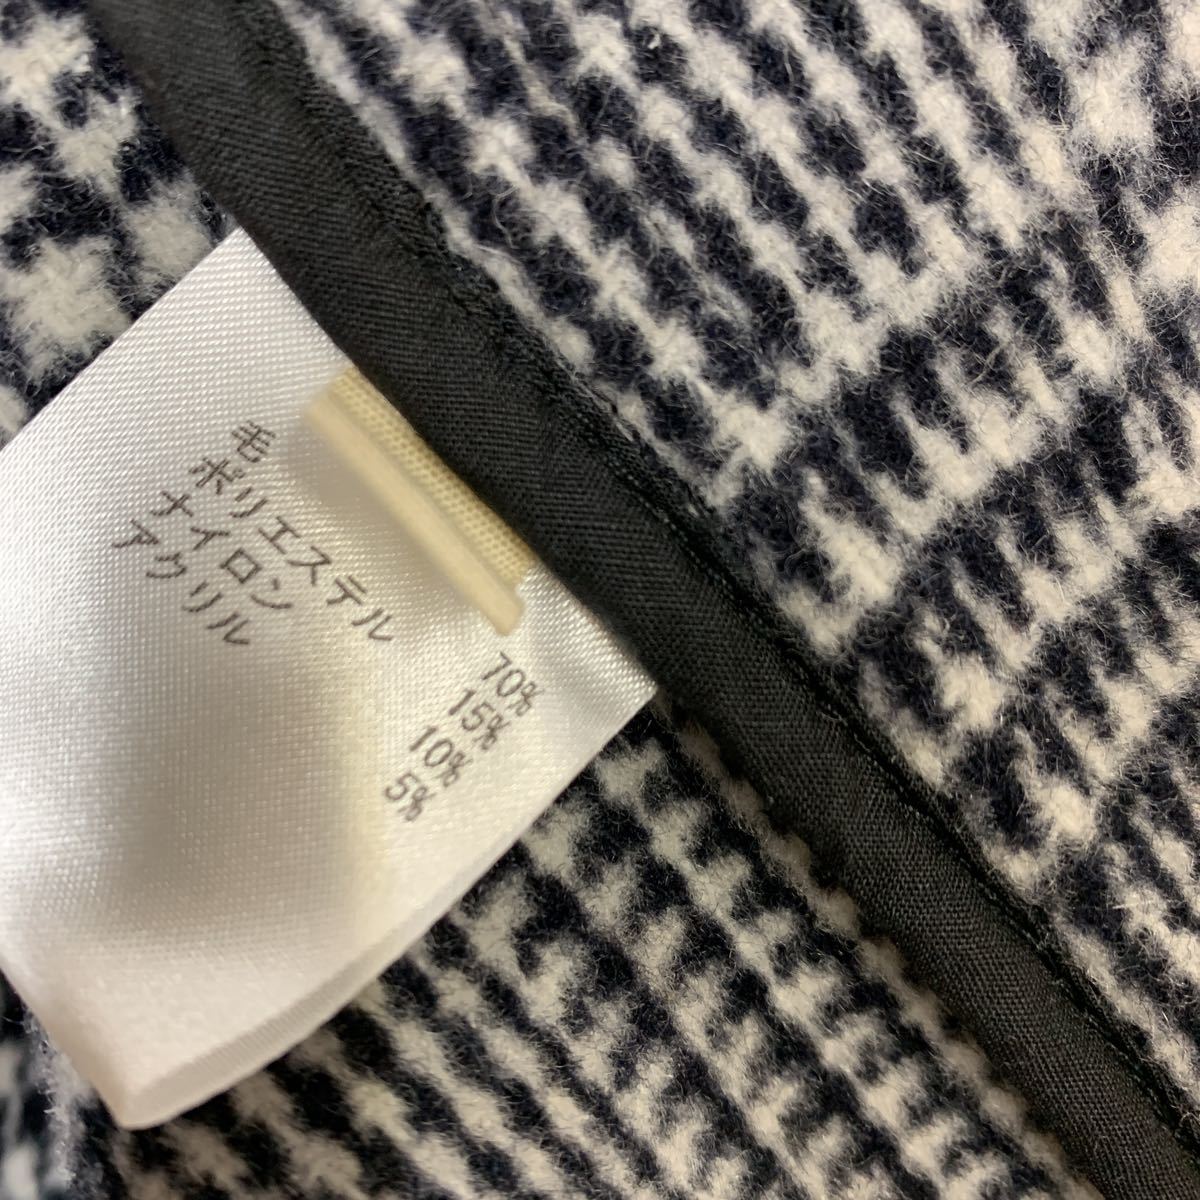 毛 70%
ポリエステル 15%
ナイロン 10%
アクリル 5%